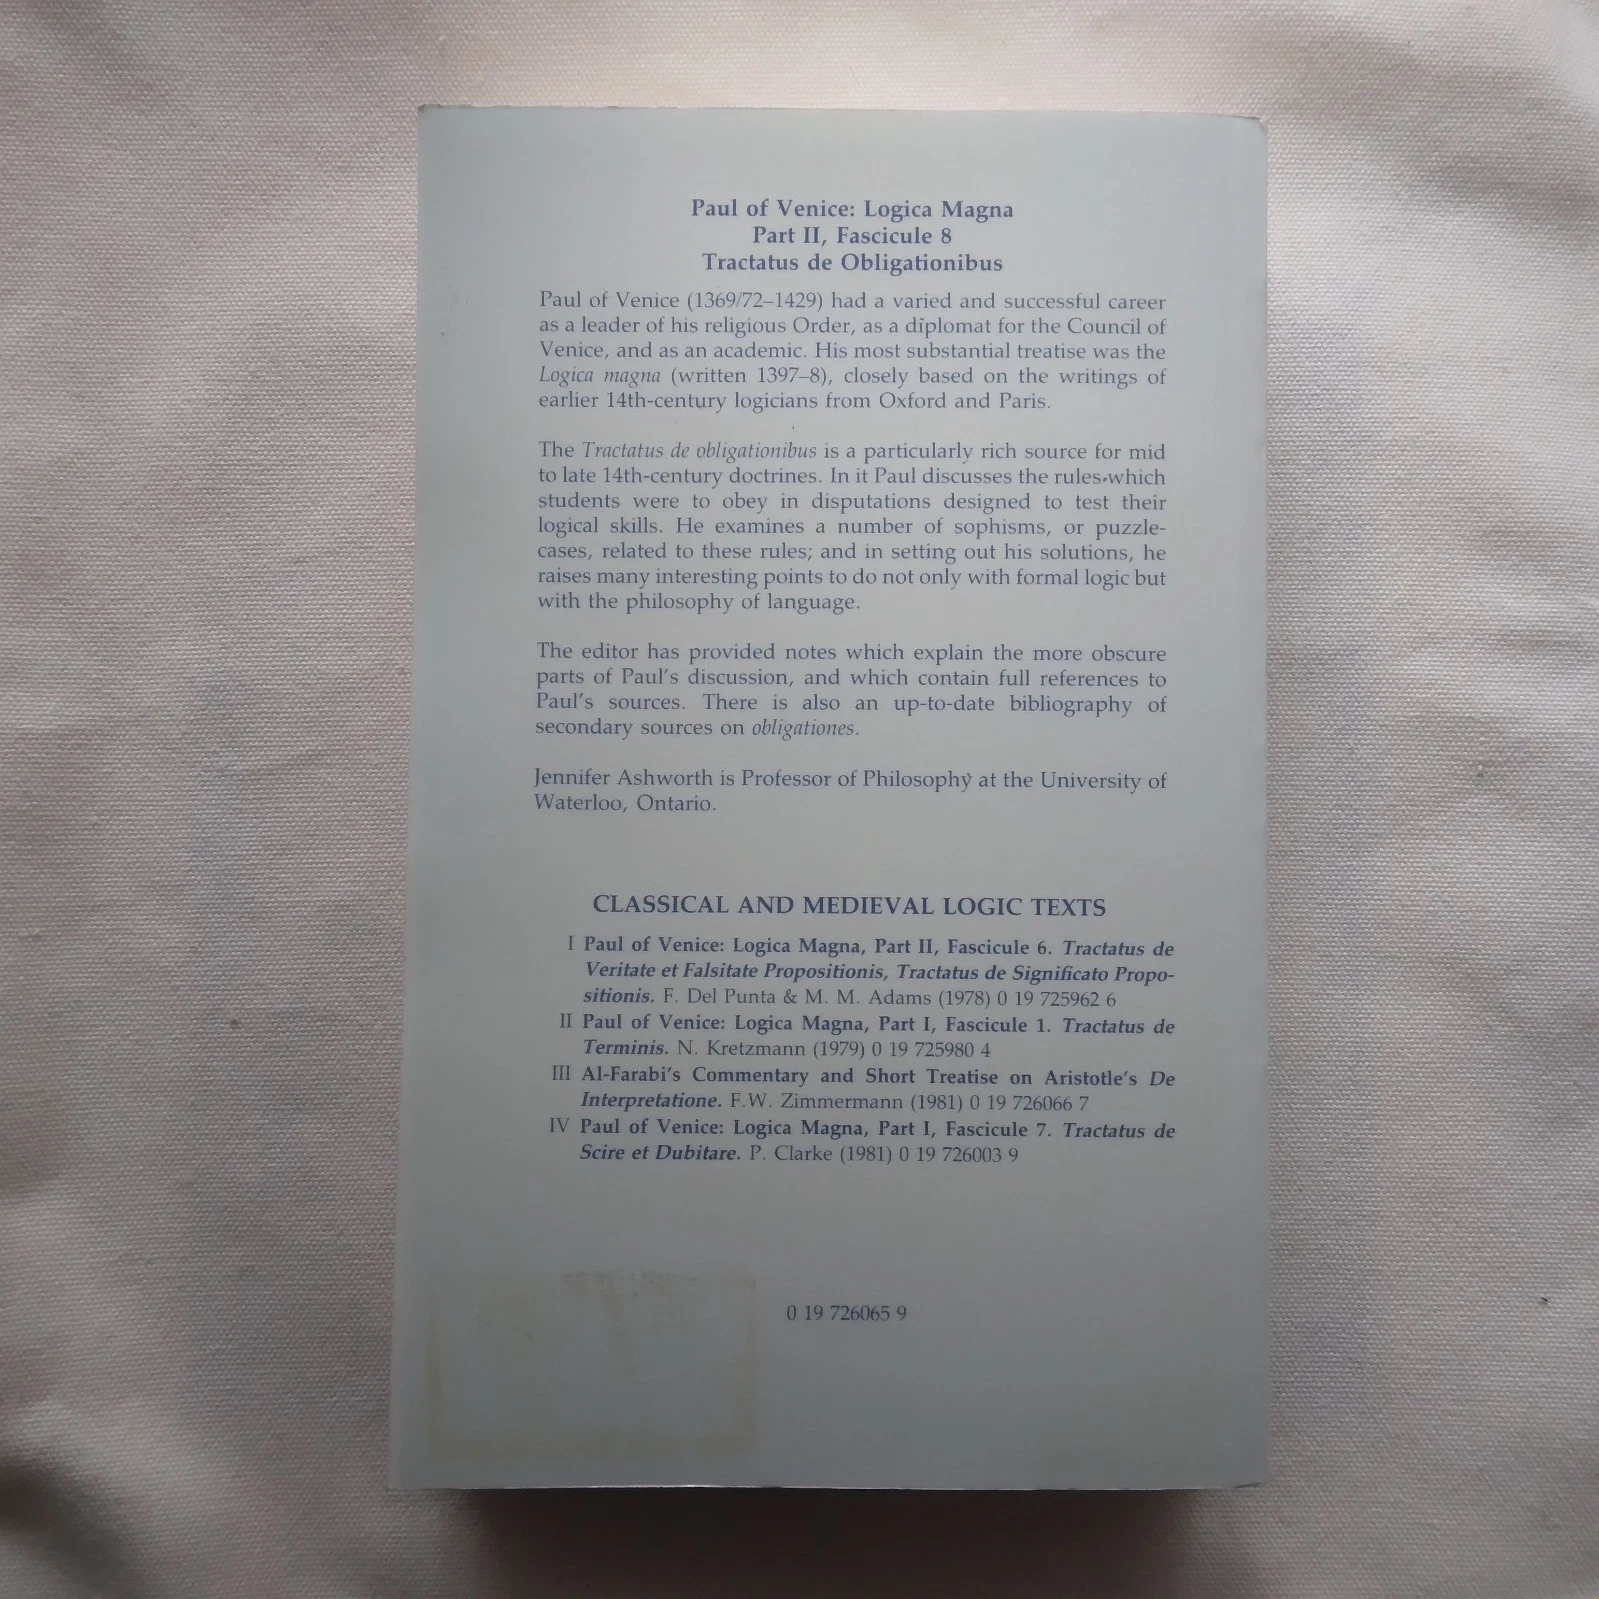 Paul of Venice: Logica Magna
Part II, Fascicule 8
Tractatus de Obligationibus
Paul of Venice (1369/72–1429) had a varied and successful career
as a leader of his religious Order, as a diplomat for the Council of
Venice, and as an academic. His most substantial treatise was the
Logica magna (written 1397–8), closely based on the writings of
earlier 14th-century logicians from Oxford and Paris.
The Tractatus de obligationibus is a particularly rich source for mid
to late 14th-century doctrines. In it Paul discusses the rules which
students were to obey in disputations designed to test their
logical skills. He examines a number of sophisms, or puzzle-
cases, related to these rules; and in setting out his solutions, he
raises many interesting points to do not only with formal logic but
with the philosophy of language.
The editor has provided notes which explain the more obscure
parts of Paul's discussion, and which contain full references to
Paul's sources. There is also an up-to-date bibliography of
secondary sources on obligationes.
Jennifer Ashworth is Professor of Philosophy at the University of
Waterloo, Ontario.
CLASSICAL AND MEDIEVAL LOGIC TEXTS
I Paul of Venice: Logica Magna, Part II, Fascicule 6. Tractatus de
Veritate et Falsitate Propositionis, Tractatus de Significato Propo-
sitionis. F. Del Punta & M. M. Adams (1978) 0 19 725962 6
II Paul of Venice: Logica Magna, Part I, Fascicule 1. Tractatus de
Terminis. N. Kretzmann (1979) 0 19 725980 4
III Al-Farabi's Commentary and Short Treatise on Aristotle's De
Interpretatione. F.W. Zimmermann (1981) 0 19 726066 7
IV Paul of Venice: Logica Magna, Part I, Fascicule 7. Tractatus de
Scire et Dubitare. P. Clarke (1981) 0 19 726003 9
0 19 726065 9